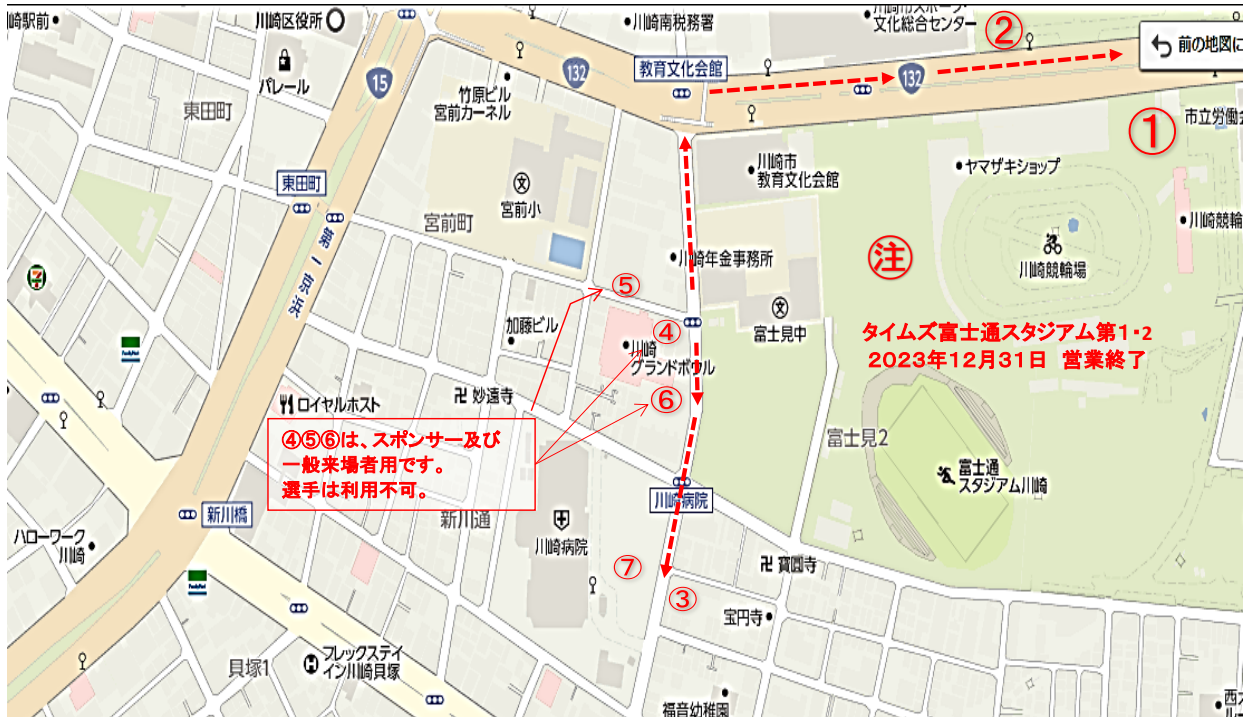 川崎駅前
川崎区役所
川崎南税務署
文化総合センター
②
前の地図に
パレール
15
132
教育文化会館
132
東田町
竹原ビル
宮前カーネル
①
市立労働会
東田町
宮前町
宮前小
川崎市
教育文化会館
ヤマザキショップ
川崎競輪
第一京浜
川崎年金事務所
注
川崎競輪場
⑤
富士見中
加藤ビル
④
川崎
グランドボウル
タイムズ富士通スタジアム第1・2
2023年12月31日 営業終了
FamilyMart
ロイヤルホスト
妙遠寺
⑥
④⑤⑥は、スポンサー及び
一般来場者用です。
選手は利用不可。
富士見2
富士通
スタジアム川崎
川崎病院
新川橋
新川通
川崎病院
ハローワーク
川崎
⑦
寳圓寺
FamilyMart
③
宝円寺
貝塚1
フレックステイ
イン川崎貝塚
福音幼稚園